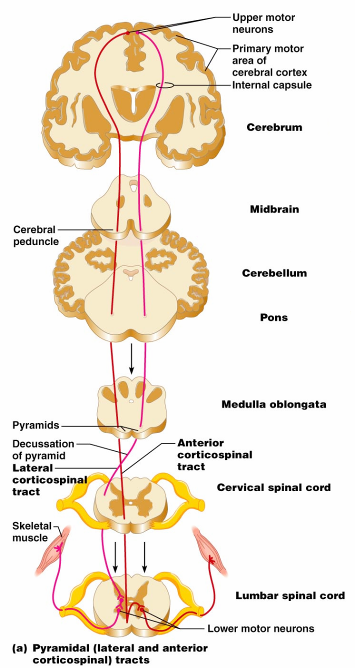 Upper motor
neurons
Primary motor
area of
cerebral cortex
Internal capsule
Cerebrum
Midbrain
Cerebral
peduncle
Cerebellum
Pons
Medulla oblongata
Pyramids
Decussation
of pyramid
Lateral
corticospinal
tract
Anterior
corticospinal
tract
Cervical spinal cord
Skeletal
muscle
Lumbar spinal cord
Lower motor neurons
(a) Pyramidal (lateral and anterior
corticospinal) tracts